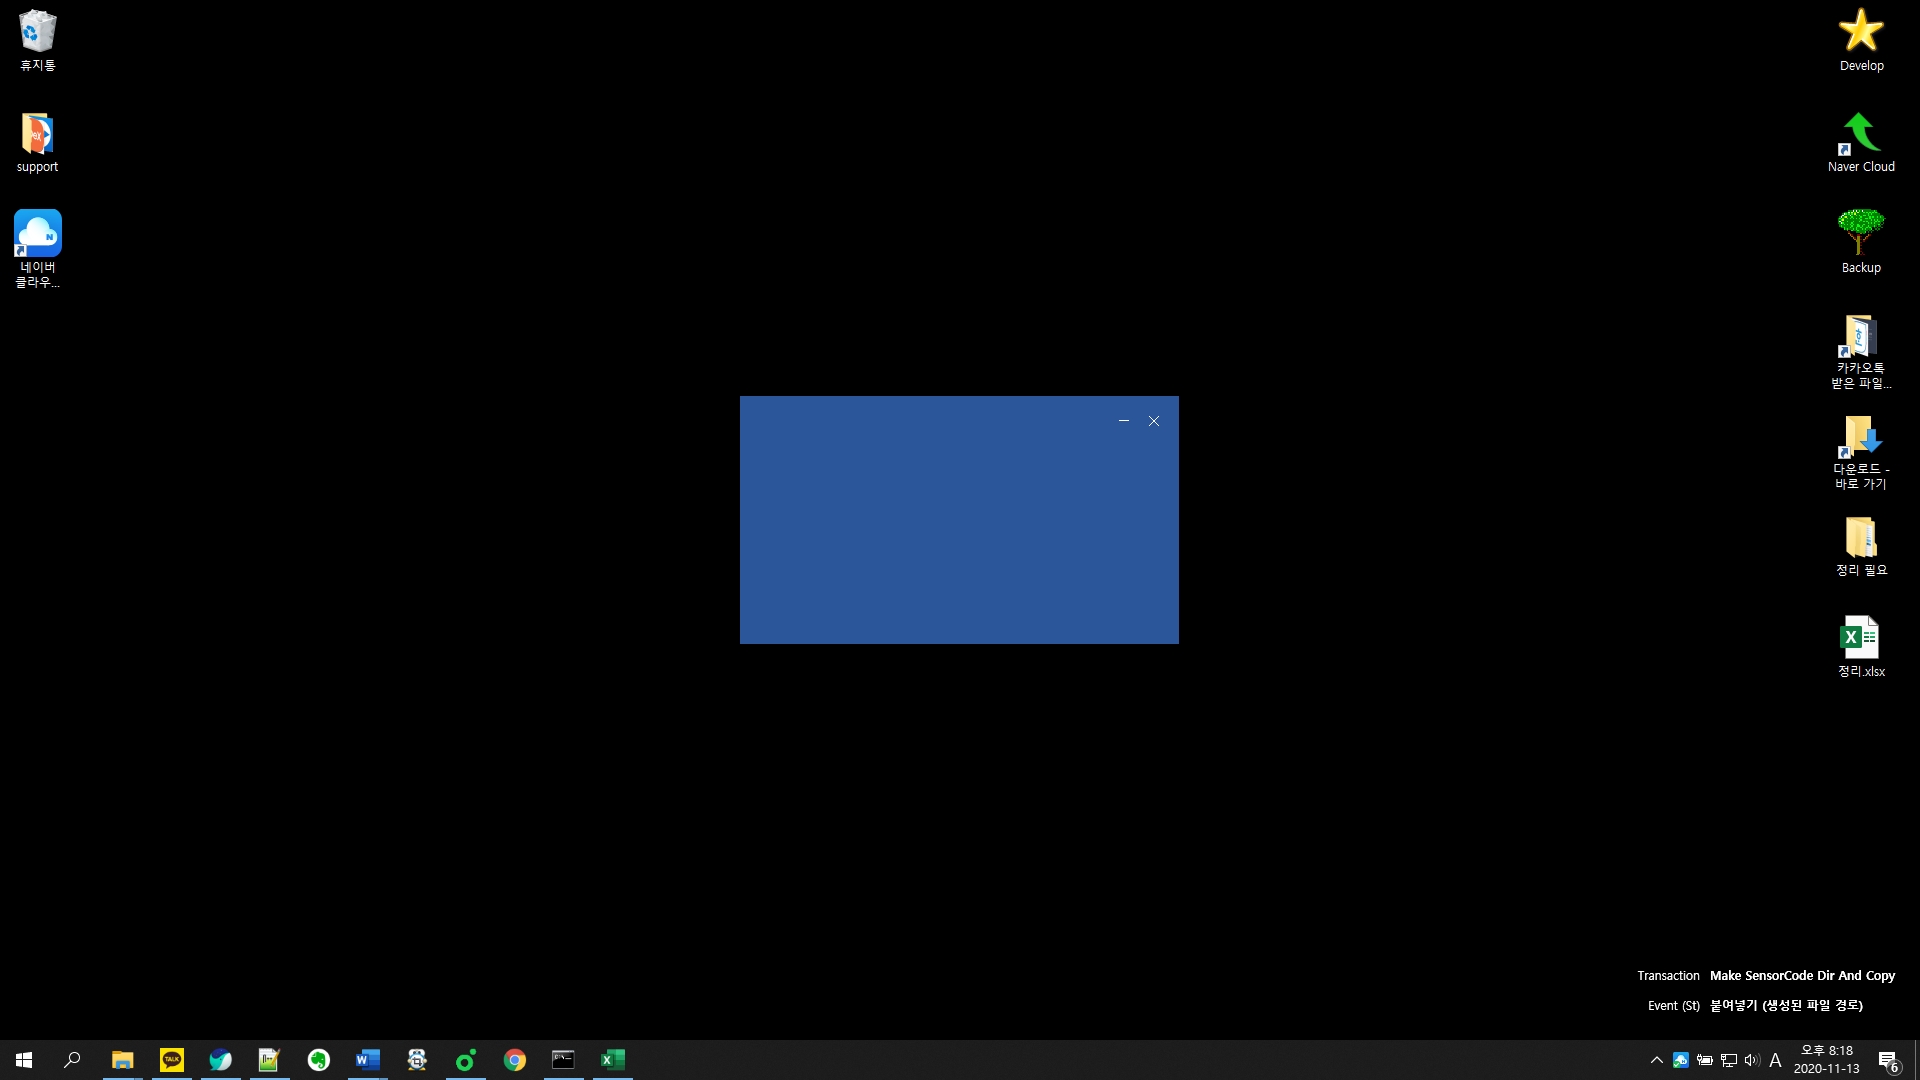 휴지통
support
네이버
클라우...
Develop
Naver Cloud
Backup
카카오톡
받은 파일...
다운로드 -
바로 가기
정리 필요
정리.xlsx
Transaction Make SensorCode Dir And Copy
Event (St) 붙여넣기 (생성된 파일 경로)
TALK
A
오후 8:18
2020-11-13
6